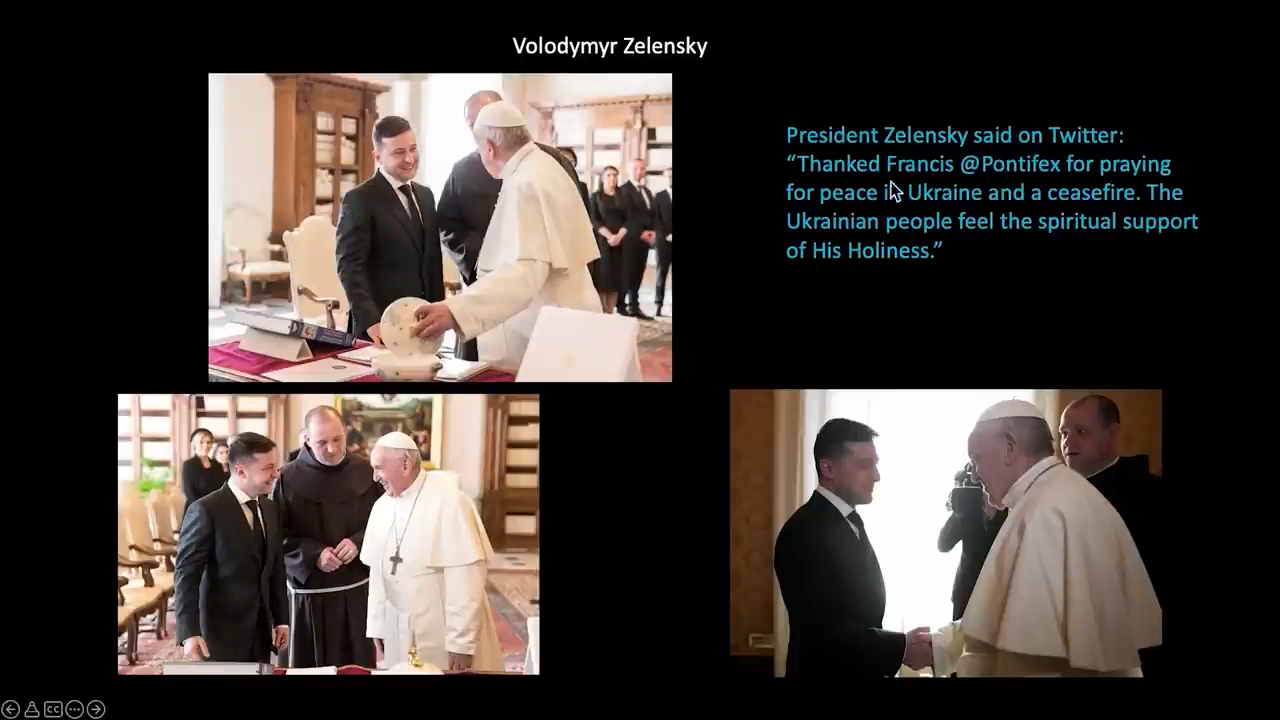 Volodymyr Zelensky
President Zelensky said on Twitter:
“Thanked Francis @Pontifex for praying
for peace in Ukraine and a ceasefire. The
Ukrainian people feel the spiritual support
of His Holiness.”
CC